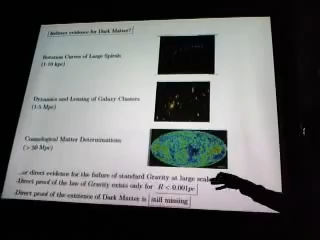 Indirect evidence for Dark Matter?
Rotation Curves of Large Spirals
(1-10 kpc)
Dynamics and Lensing of Galaxy Clusters
(1-5 Mpc)
Cosmological Matter Determinations
(> 50 Mpc)
...or direct evidence for the failure of standard Gravity at large scale
-Direct proof of the law of Gravity exists only for R < 0.001pc
-Direct proof of the existence of Dark Matter is still missing